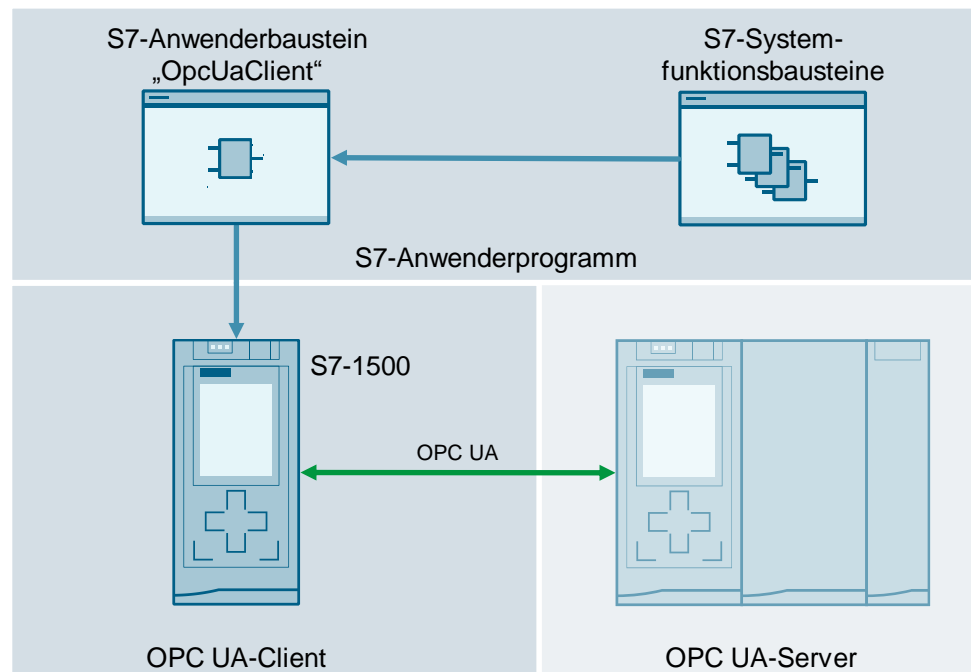 S7-Anwenderbaustein
„OpcUaClient“
S7-System-
funktionsbausteine
S7-Anwenderprogramm
S7-1500
OPC UA
OPC UA-Client
OPC UA-Server